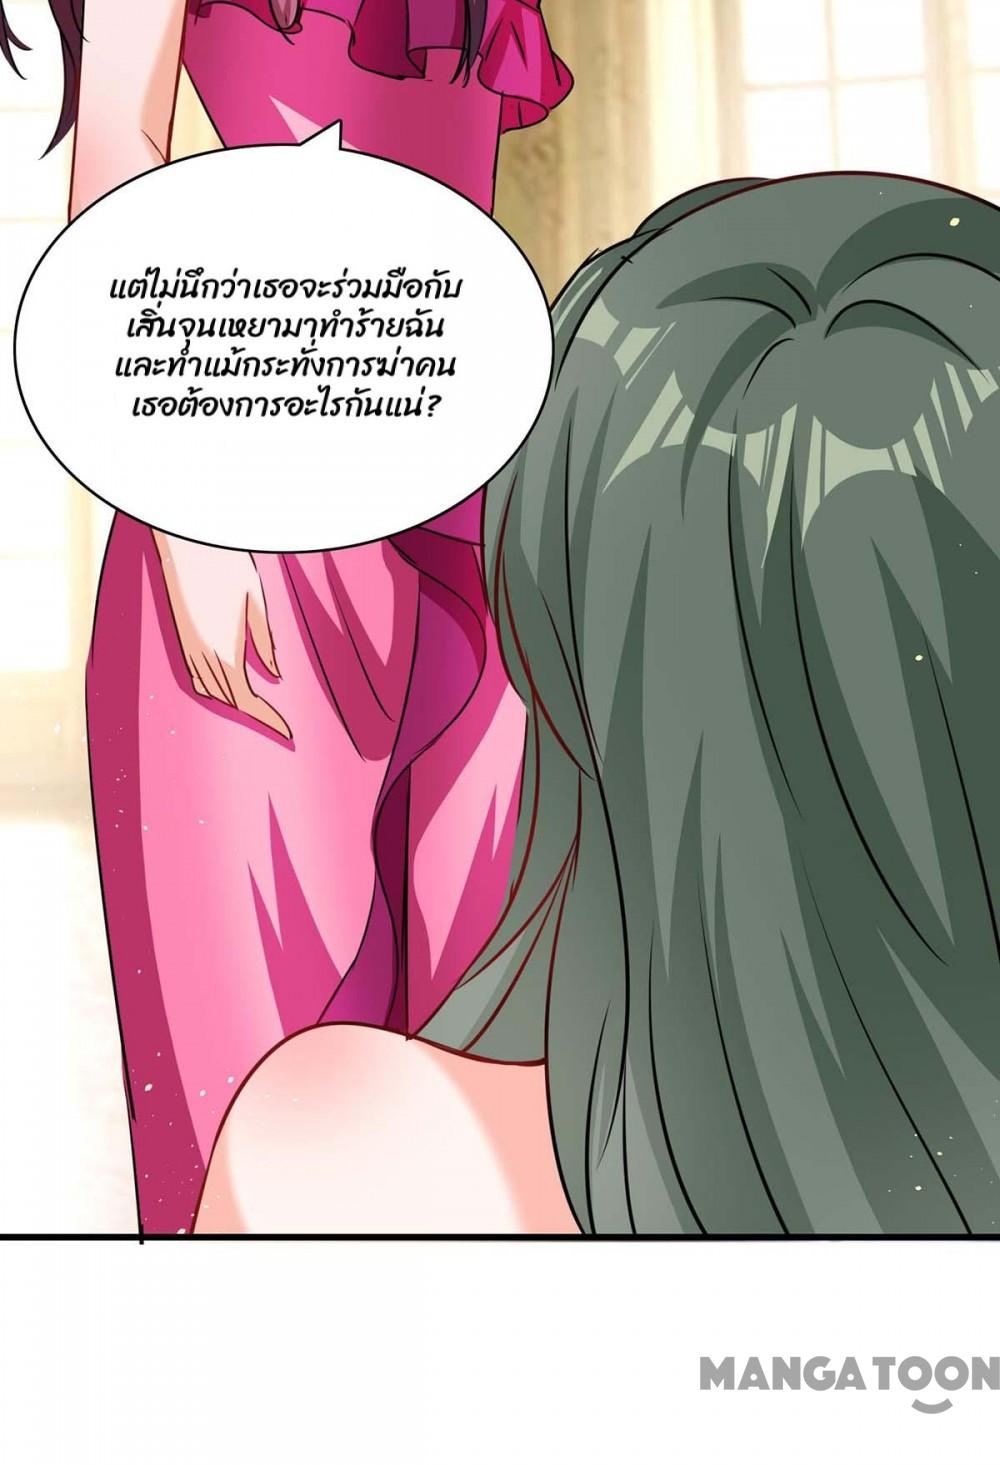 แต่ไม่นึกว่าเธอจะร่วมมือกับ
เสิ่นจุนเหยามาทำร้ายฉัน
และทำแม้กระทั่งการฆ่าคน
เธอต้องการอะไรกันแน่?
MANGATOON